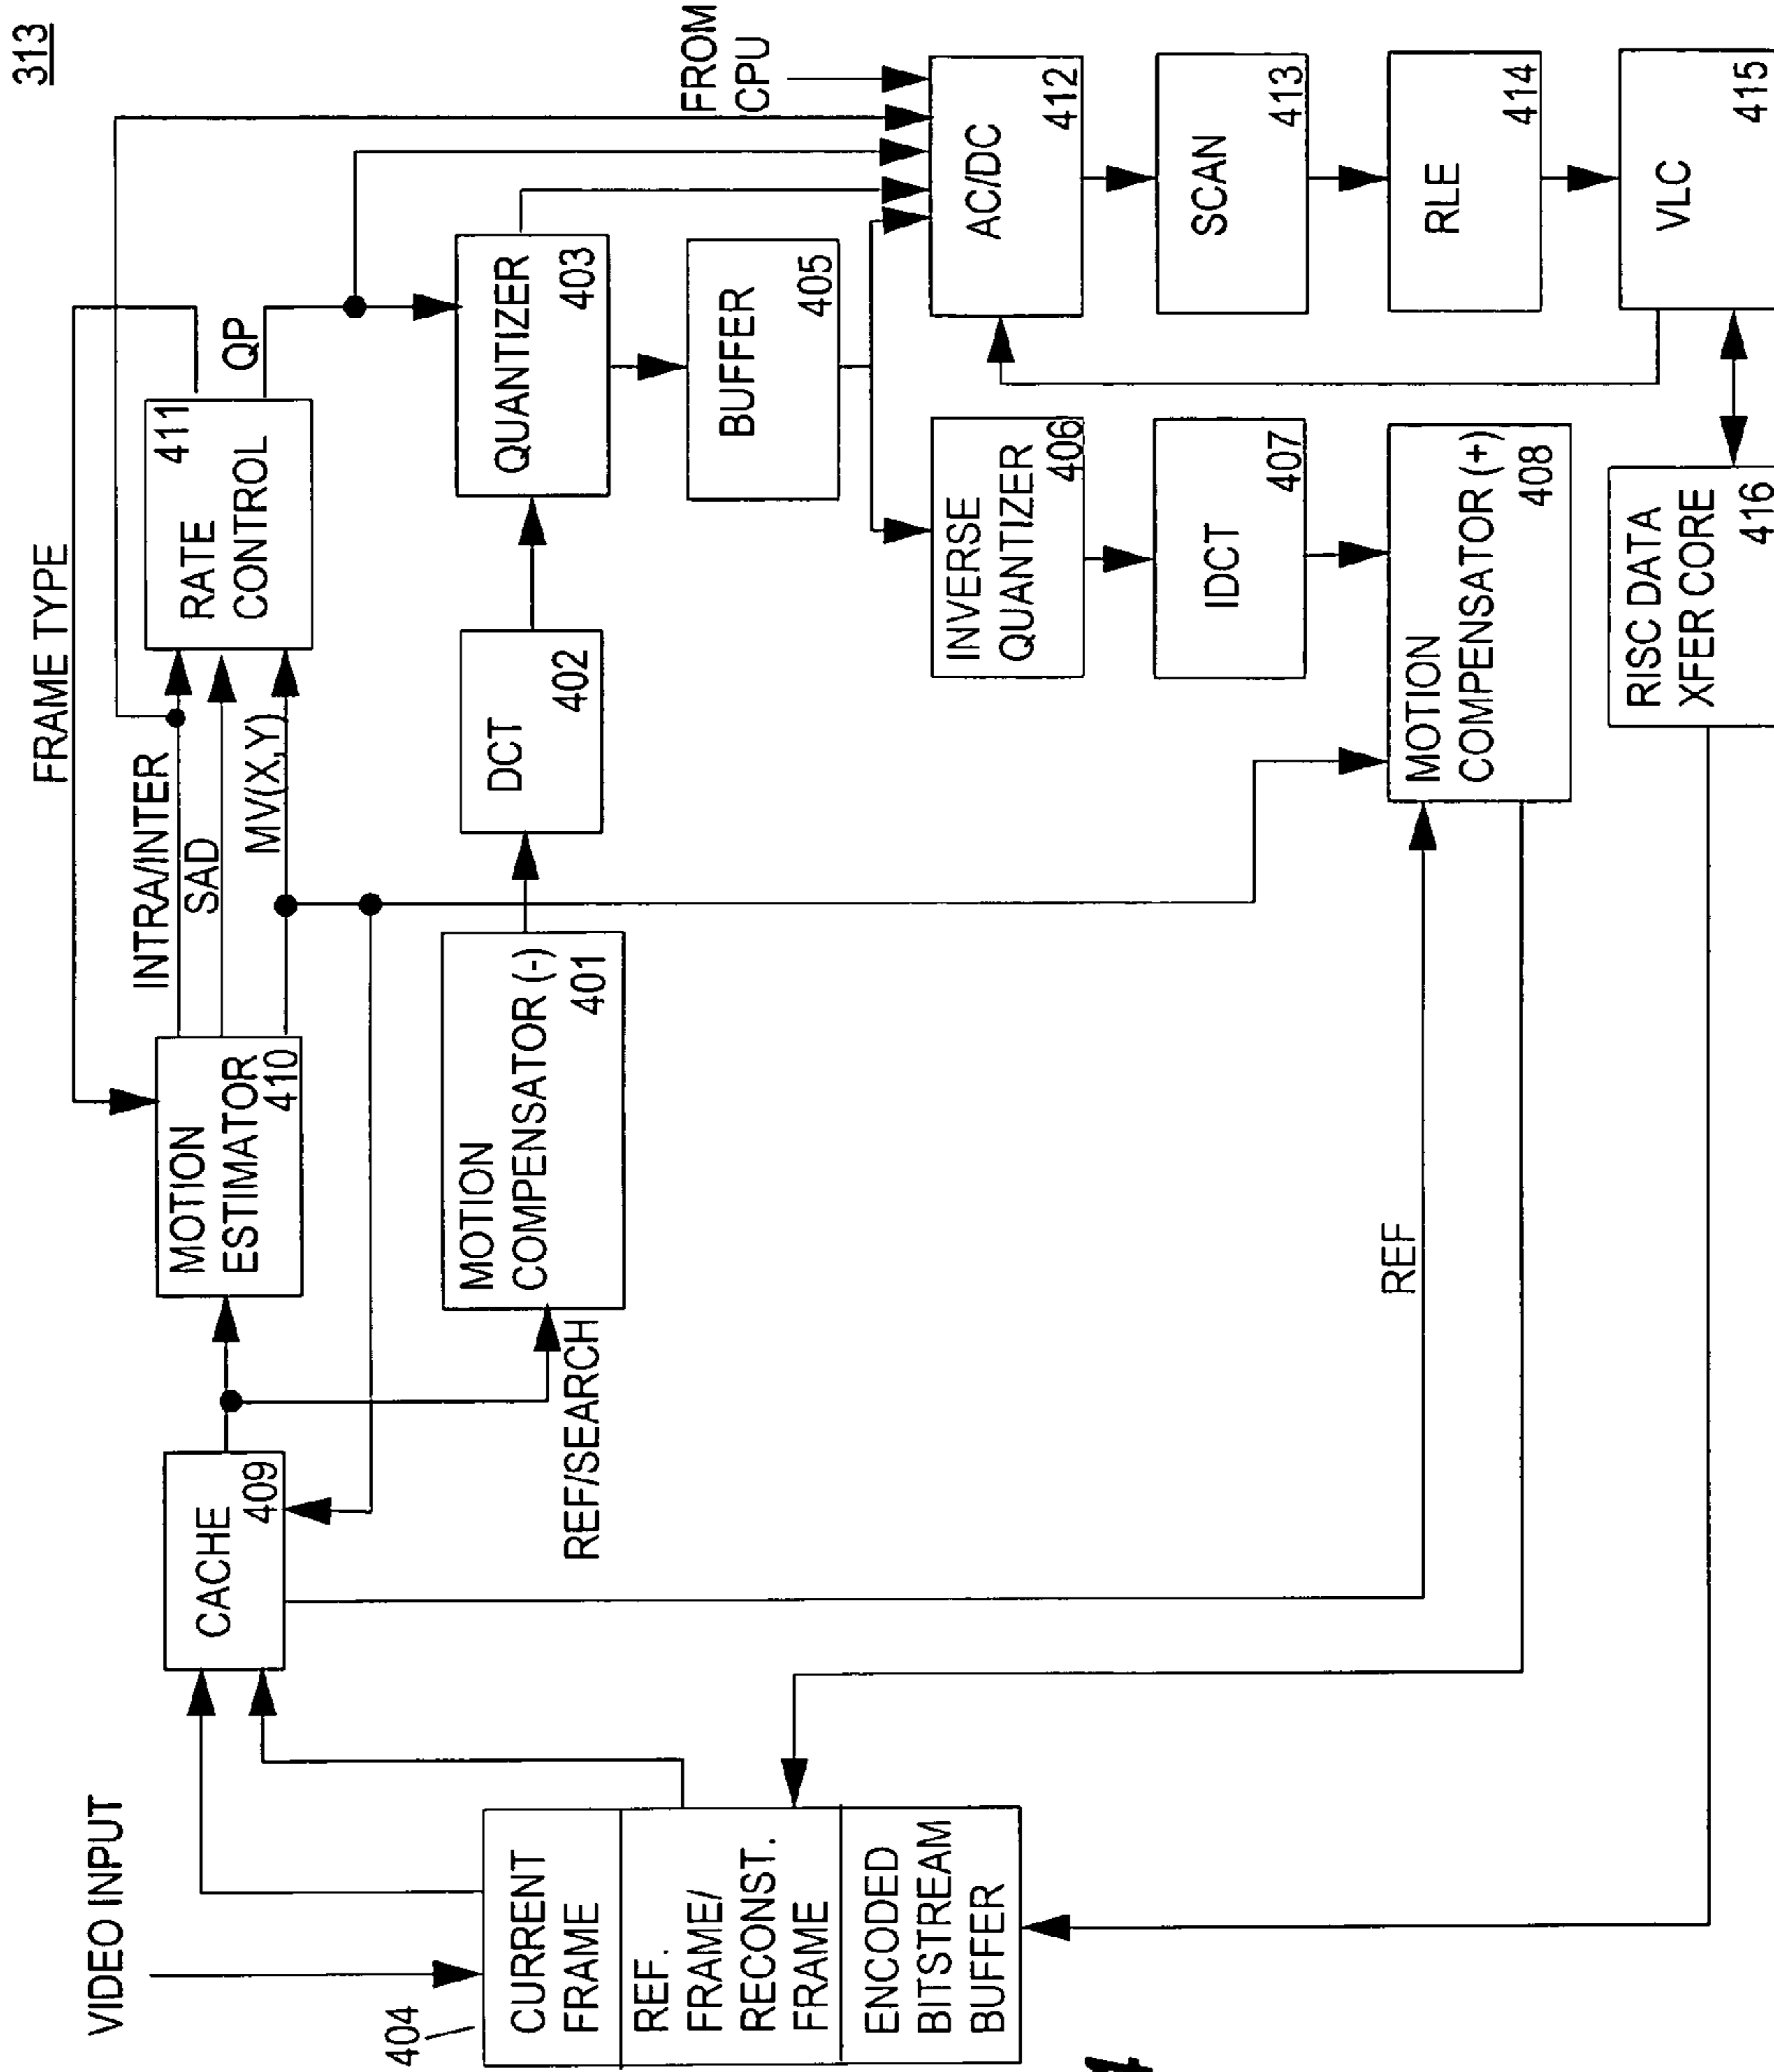 313
VIDEO INPUT
404
CURRENT
FRAME
REF.
FRAME/
RECONST.
FRAME
ENCODED
BITSTREAM
BUFFER
CACHE
409
REF/SEARCH
FRAME TYPE
MOTION
ESTIMATOR
410
INTRA/INTER
SAD
MV(X,Y)
RATE
CONTROL
411
QP
MOTION
COMPENSATOR (-)
401
DCT
402
QUANTIZER
403
BUFFER
405
FROM
CPU
INVERSE
QUANTIZER
406
IDCT
407
REF
MOTION
COMPENSATOR (+)
408
AC/DC
412
SCAN
413
RLE
414
VLC
415
RISC DATA
XFER CORE
416